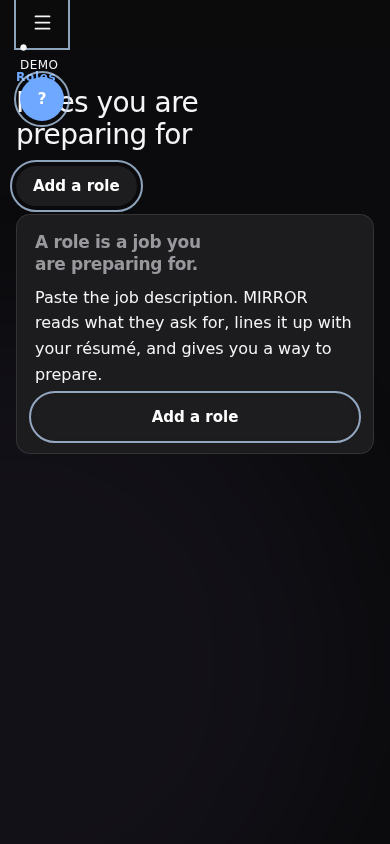 DEMO
Roles
?
es you are
preparing for
Add a role
A role is a job you
are preparing for.
Paste the job description. MIRROR
reads what they ask for, lines it up with
your résumé, and gives you a way to
prepare.
Add a role